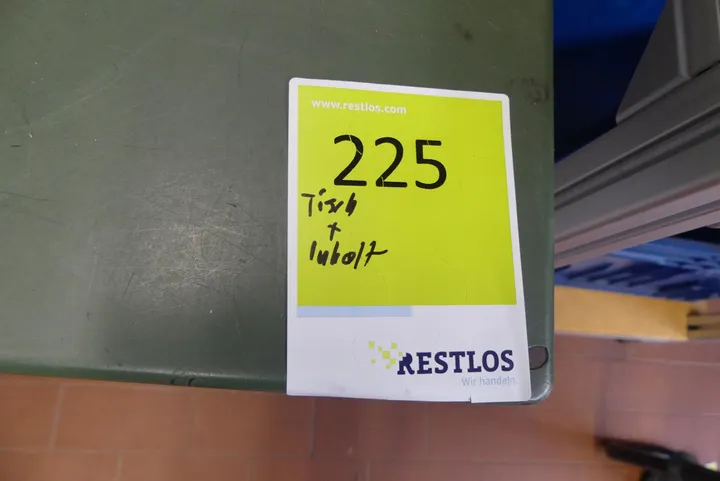 www.restlos.com
225
Tisch
+
Inhalt
RESTLOS
Wir handeln.